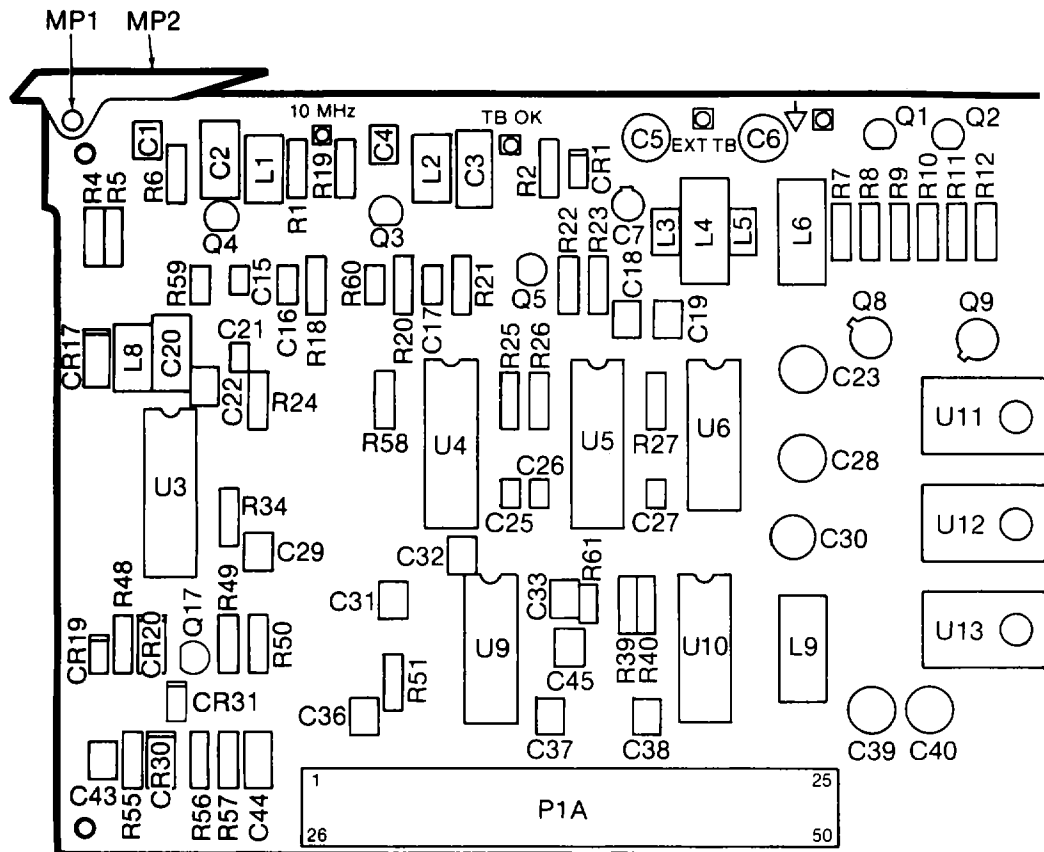 MP1 MP2
10 MHz TB OK
Q1 Q2
C1 C2 L1 R19 C4 L2 C3 C5 EXT TB C6
R4 R5 R6 R1 R2 CR1
R7 R8 R9 R10 R11 R12
Q4 Q3 R22 R23 C7 L3 L4 L5 L6
R59 C15 R60 R21 Q5 C18
C16 R18 R20 C17 C19 Q8 Q9
CR17 L8 C20 C21 R25 R26
C22 R24 C23
R58 U4 U5 R27 U6 U11
U3 C26 C28
R34 C25 C27
C29 C32 C30 U12
R48 R49 C31 C33 R61
CR19 CR20 Q17 R50 U9 R39 R40 U10 L9 U13
R51 C45
CR31
C36 C37 C38 C39 C40
C43 R55 CR30 R56 R57 C44
1 25
P1A
26 50